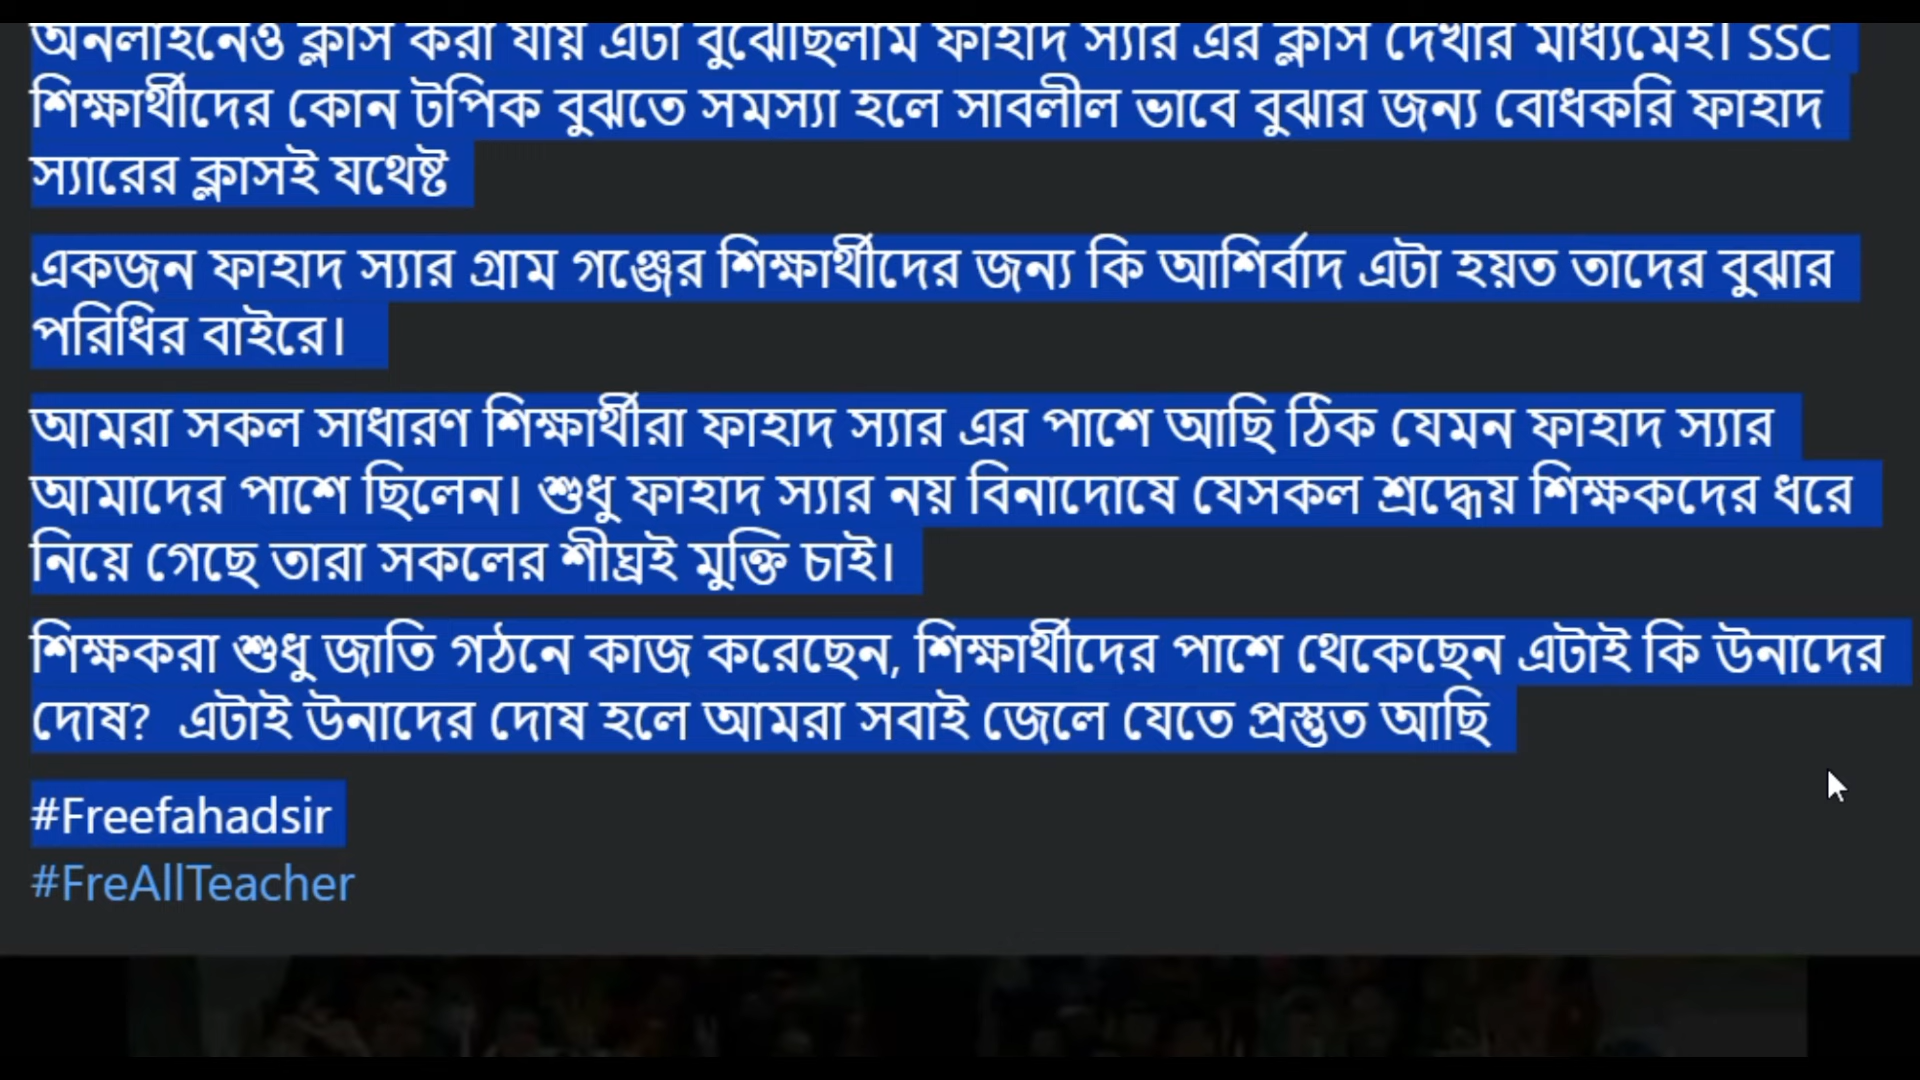 অনলাইনেও ক্লাস করা যায় এটা বুঝেছিলাম ফাহাদ স্যার এর ক্লাস দেখার মাধ্যমেই। SSC
শিক্ষার্থীদের কোন টপিক বুঝতে সমস্যা হলে সাবলীল ভাবে বুঝার জন্য বোধকরি ফাহাদ
স্যারের ক্লাসই যথেষ্ট
একজন ফাহাদ স্যার গ্রাম গঞ্জের শিক্ষার্থীদের জন্য কি আশির্বাদ এটা হয়ত তাদের বুঝার
পরিধির বাইরে।
আমরা সকল সাধারণ শিক্ষার্থীরা ফাহাদ স্যার এর পাশে আছি ঠিক যেমন ফাহাদ স্যার
আমাদের পাশে ছিলেন। শুধু ফাহাদ স্যার নয় বিনাদোষে যেসকল শ্রদ্ধেয় শিক্ষকদের ধরে
নিয়ে গেছে তারা সকলের শীঘ্রই মুক্তি চাই।
শিক্ষকরা শুধু জাতি গঠনে কাজ করেছেন, শিক্ষার্থীদের পাশে থেকেছেন এটাই কি উনাদের
দোষ? এটাই উনাদের দোষ হলে আমরা সবাই জেলে যেতে প্রস্তুত আছি
#Freefahadsir
#FreAllTeacher